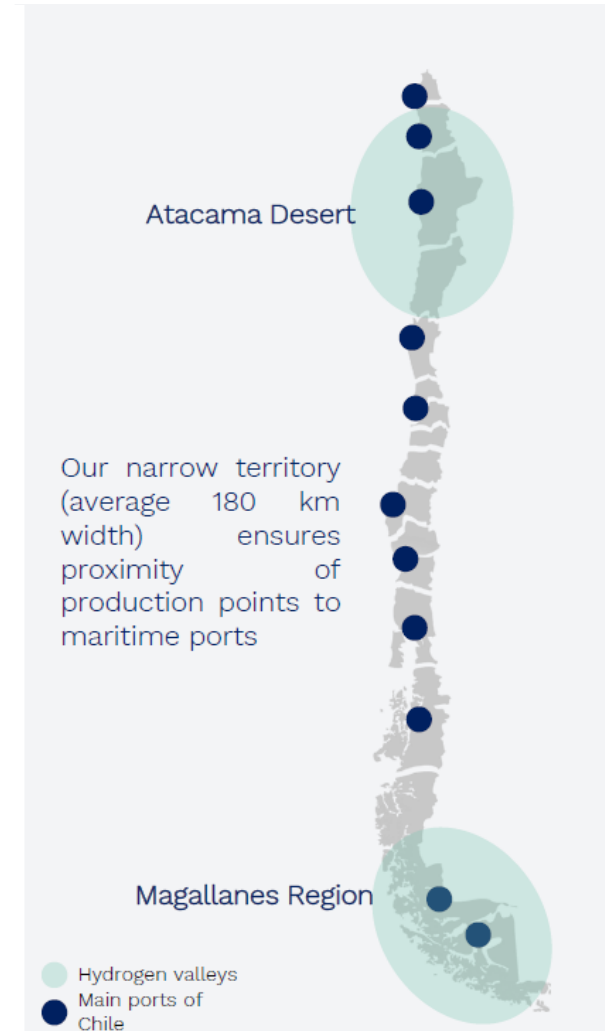 Atacama Desert
Our narrow territory
(average 180 km
width) ensures
proximity of
production points to
maritime ports
Magallanes Region
Hydrogen valleys
Main ports of
Chile